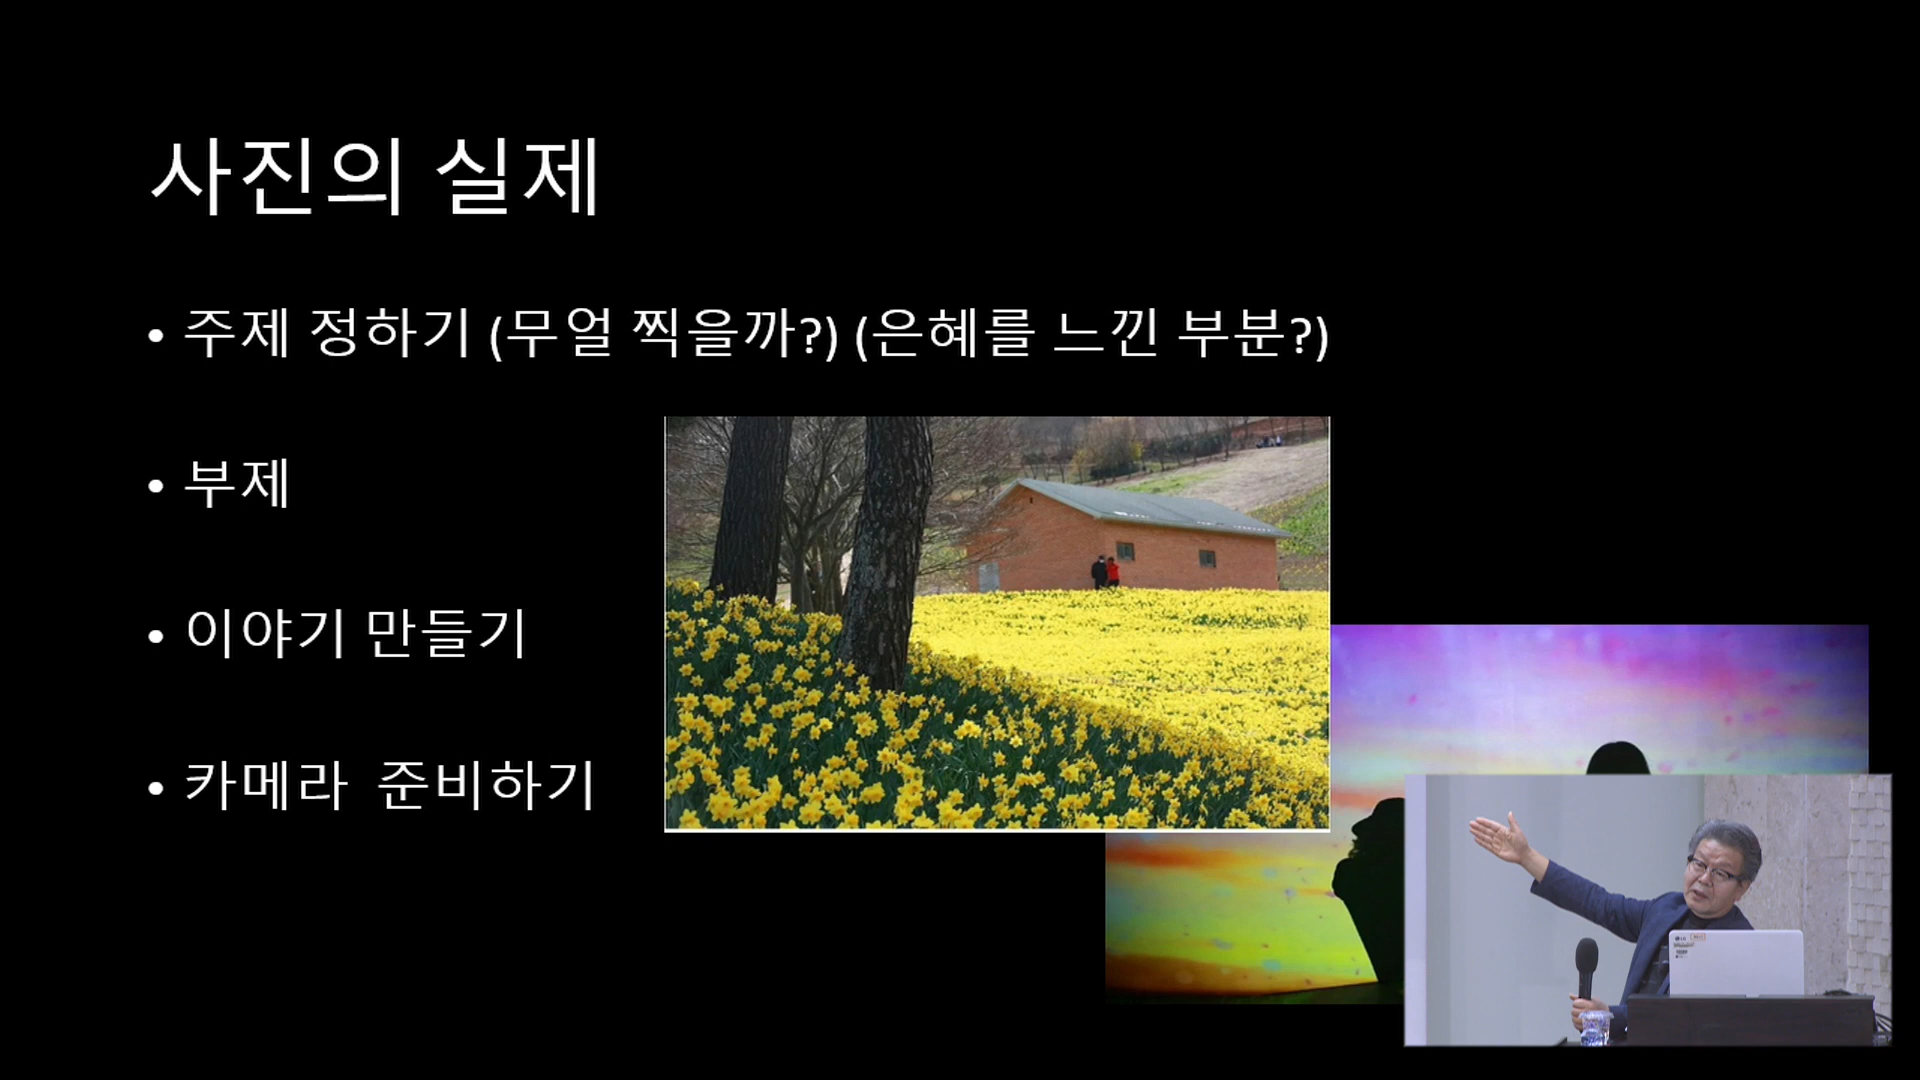 사진의 실제
• 주제 정하기 (무얼 찍을까?) (은혜를 느낀 부분?)
• 부제
• 이야기 만들기
• 카메라 준비하기